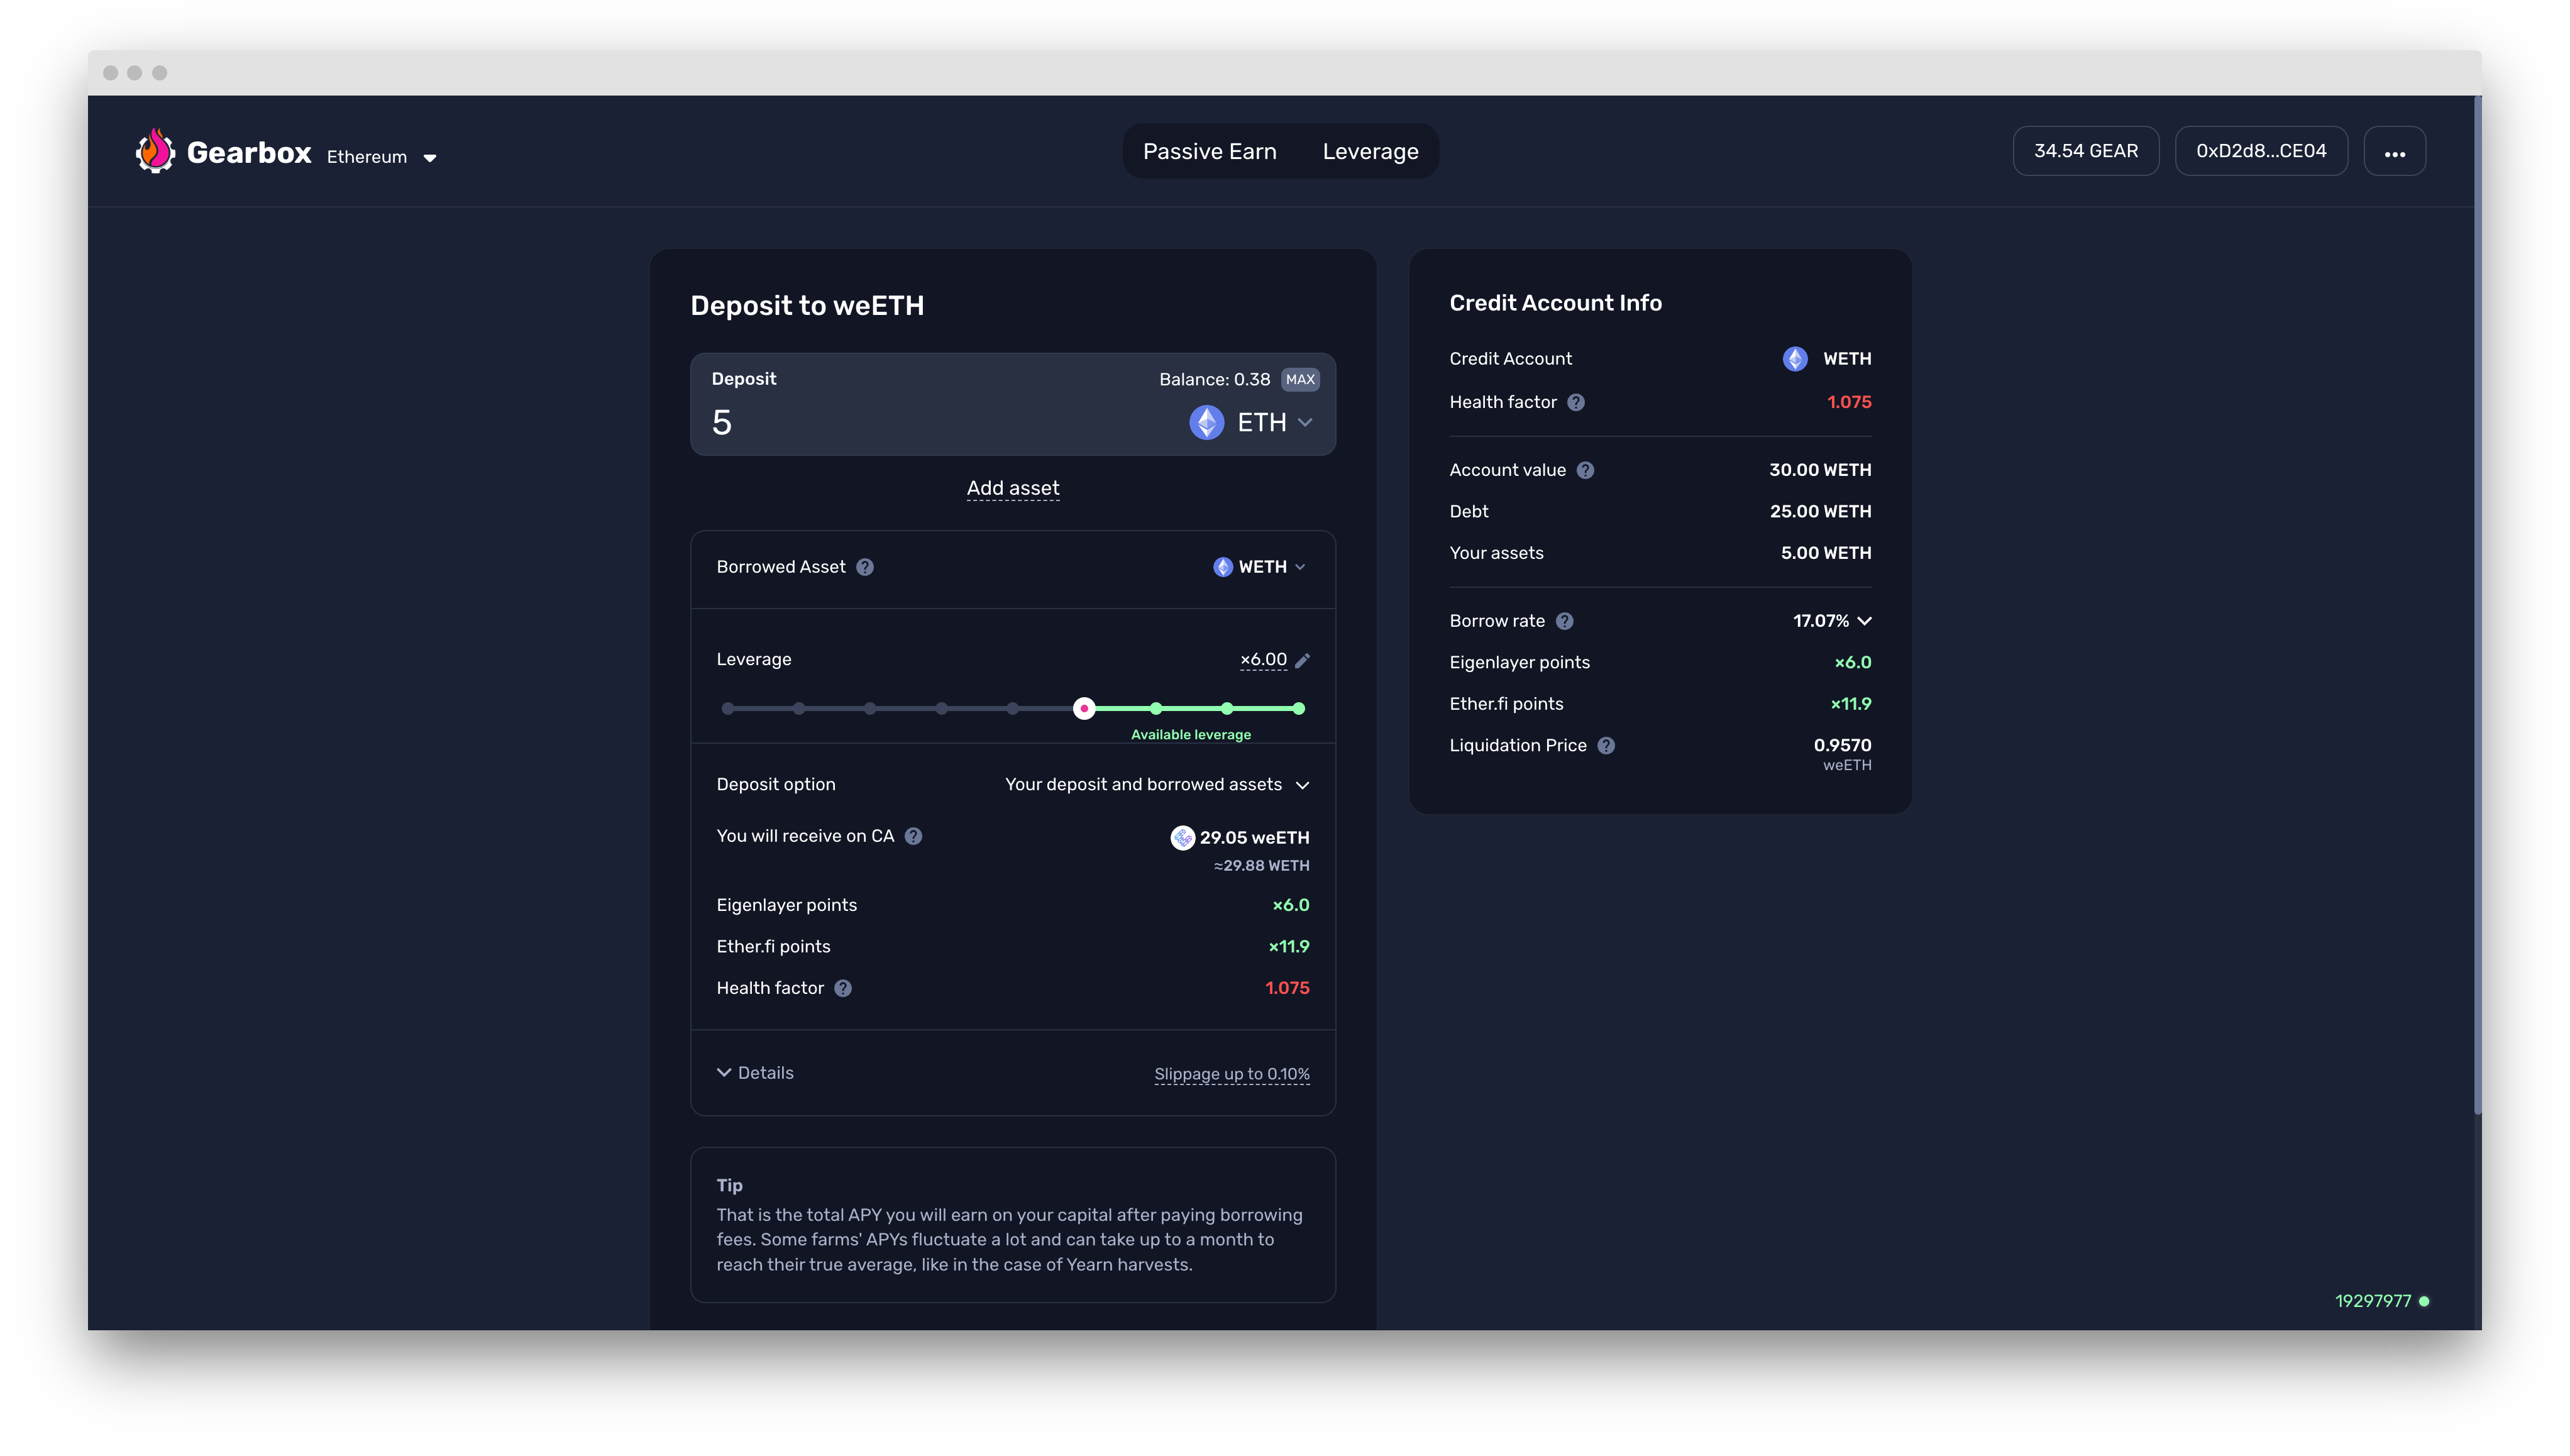 Gearbox Ethereum
Passive Earn Leverage
34.54 GEAR 0xD2d8...CE04 ...
Deposit to weETH
Deposit Balance: 0.38 MAX
5 ETH
Add asset
Borrowed Asset ? WETH
Leverage ×6.00
Available leverage
Deposit option Your deposit and borrowed assets
You will receive on CA ? 29.05 weETH
≈29.88 WETH
Eigenlayer points ×6.0
Ether.fi points ×11.9
Health factor ? 1.075
Details Slippage up to 0.10%
Tip
That is the total APY you will earn on your capital after paying borrowing
fees. Some farms' APYs fluctuate a lot and can take up to a month to
reach their true average, like in the case of Yearn harvests.
Credit Account Info
Credit Account WETH
Health factor ? 1.075
Account value ? 30.00 WETH
Debt 25.00 WETH
Your assets 5.00 WETH
Borrow rate ? 17.07%
Eigenlayer points ×6.0
Ether.fi points ×11.9
Liquidation Price ? 0.9570
weETH
19297977